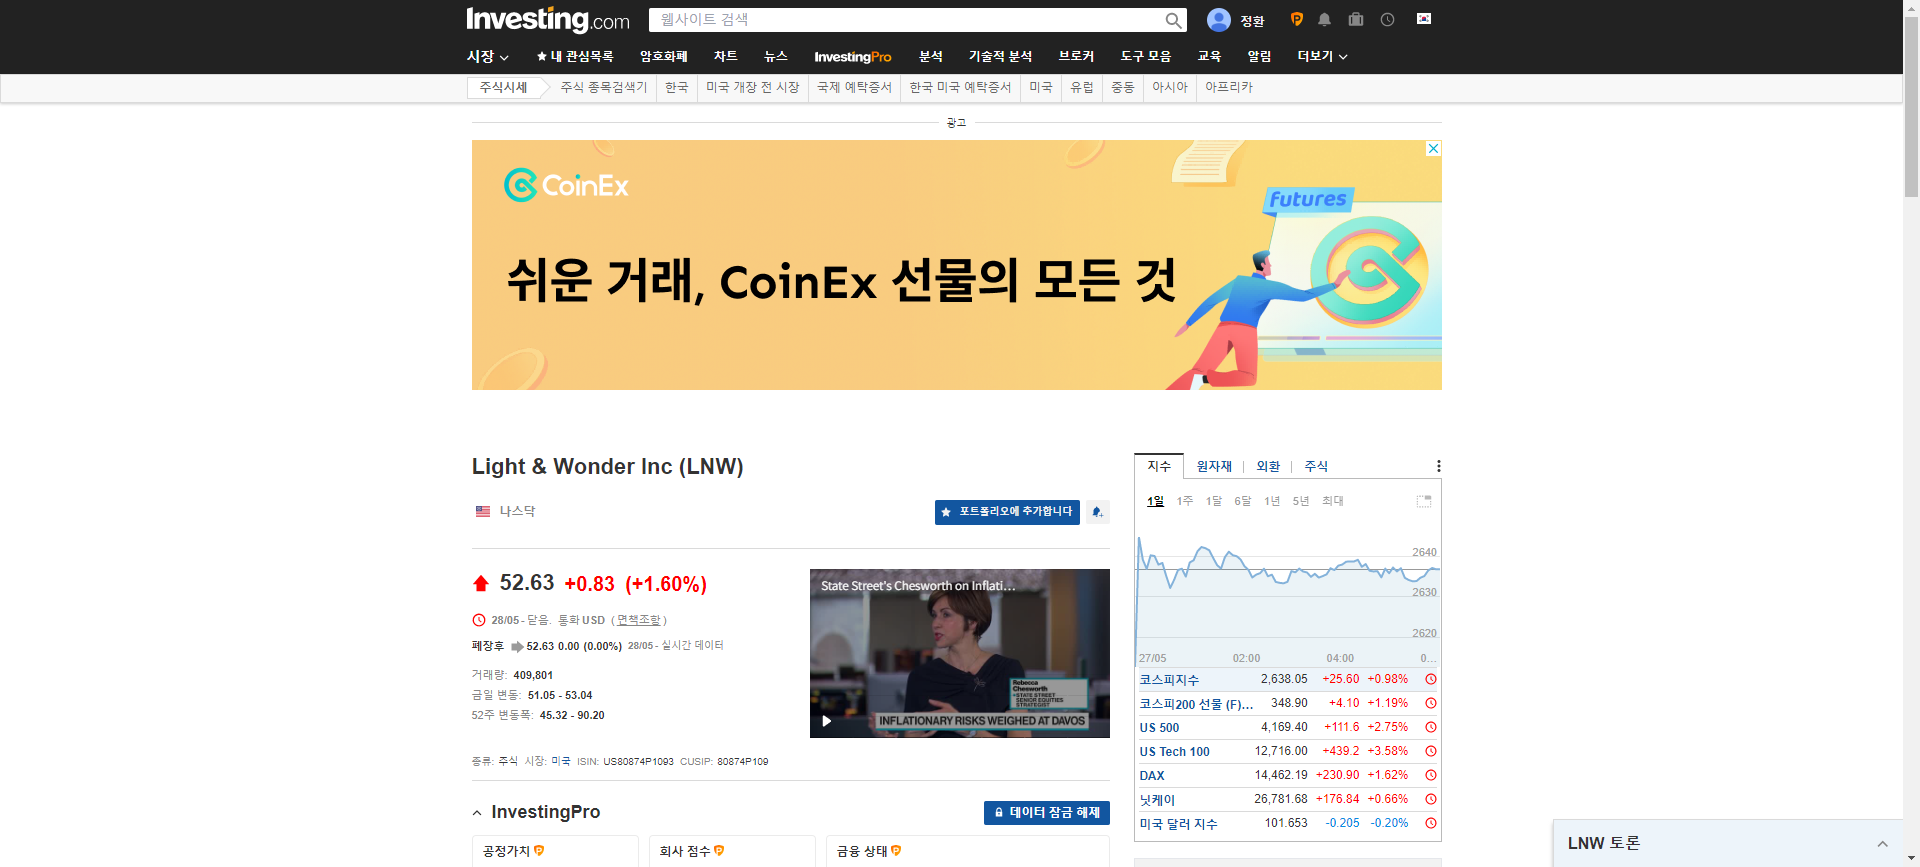 Investing.com
웹사이트 검색
정환
시장
내 관심목록
암호화폐
차트
뉴스
InvestingPro
분석
기술적 분석
브로커
도구 모음
교육
알림
더보기
주식시세
주식 종목검색기
한국
미국 개장 전 시장
국제 예탁증서
한국 미국 예탁증서
미국
유럽
중동
아시아
아프리카
광고
CoinEx
futures
쉬운 거래, CoinEx 선물의 모든 것
Light & Wonder Inc (LNW)
나스닥
포트폴리오에 추가합니다
52.63 +0.83 (+1.60%)
28/05 - 닫음. 통화 USD ( 면책조항 )
폐장후 52.63 0.00 (0.00%) 28/05 - 실시간 데이터
거래량: 409,801
금일 변동: 51.05 - 53.04
52주 변동폭: 45.32 - 90.20
State Street's Chesworth on Inflati...
Rebecca
Chesworth
STATE STREET
SENIOR EQUITIES
STRATEGIST
INFLATIONARY RISKS WEIGHED AT DAVOS
종류: 주식 시장: 미국 ISIN: US80874P1093 CUSIP: 80874P109
InvestingPro
데이터 잠금 해제
공정가치
회사 점수
금융 상태
지수
원자재
외환
주식
1일 1주 1달 6달 1년 5년 최대
2640
2630
2620
27/05 02:00 04:00 0...
코스피지수 2,638.05 +25.60 +0.98%
코스피200 선물 (F)... 348.90 +4.10 +1.19%
US 500 4,169.40 +111.6 +2.75%
US Tech 100 12,716.00 +439.2 +3.58%
DAX 14,462.19 +230.90 +1.62%
닛케이 26,781.68 +176.84 +0.66%
미국 달러 지수 101.653 -0.205 -0.20%
LNW 토론